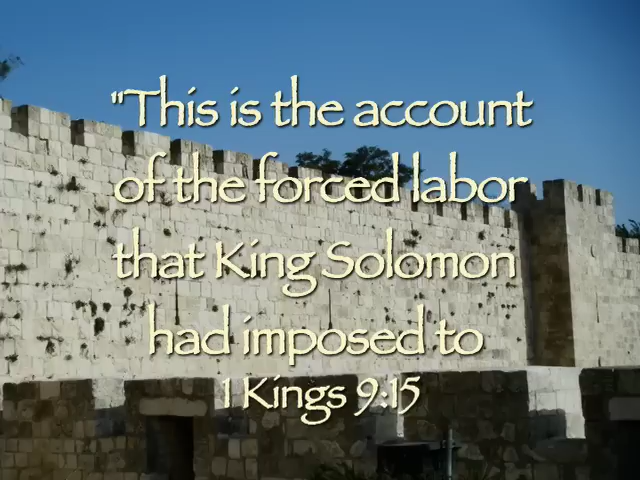 "This is the account
of the forced labor
that King Solomon
had imposed to
1 Kings 9:15